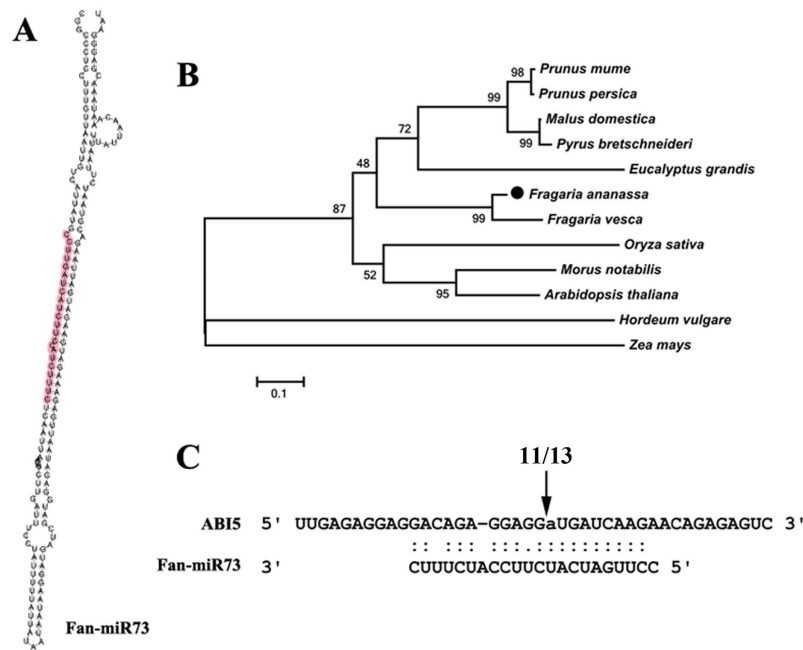 A
Fan-miR73
B
98
Prunus mume
Prunus persica
99
Malus domestica
99
Pyrus bretschneideri
72
Eucalyptus grandis
48
Fragaria ananassa
99
Fragaria vesca
87
Oryza sativa
52
Morus notabilis
95
Arabidopsis thaliana
Hordeum vulgare
Zea mays
0.1
C
11/13
ABI5 5' UUGAGAGGAGGACAGA-GGAGGaUGAUCAAGAACAGAGAGUC 3'
:: ::: :::.::::::::::
Fan-miR73 3' CUUUCUACCUUCUACUAGUUCC 5'